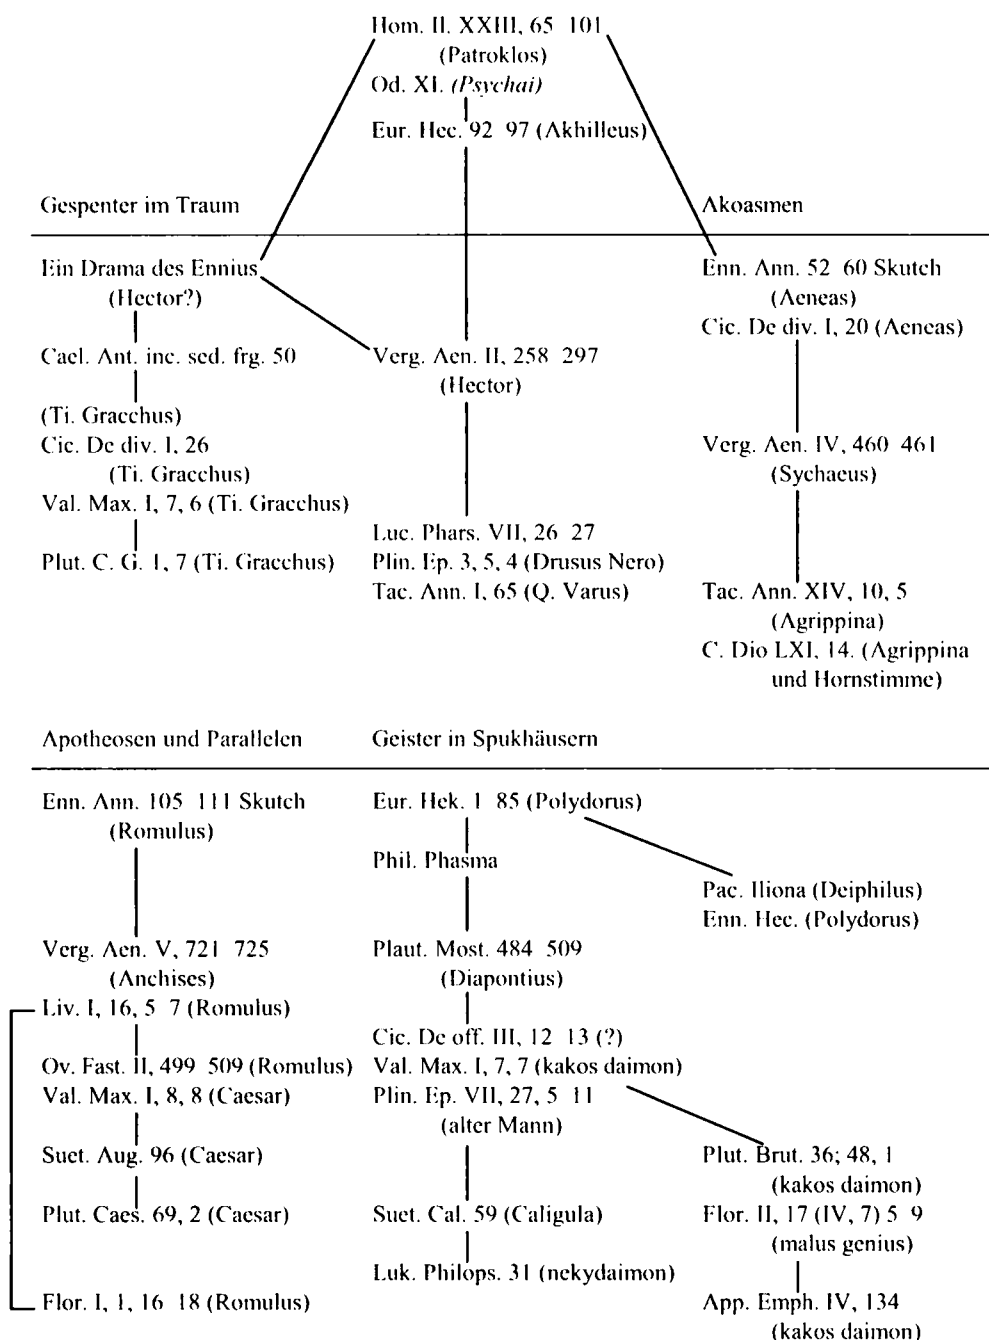 Hom. Il. XXIII, 65 101
(Patroklos)
Od. XI. (Psychai)
Eur. Hec. 92 97 (Akhilleus)
Gespenter im Traum
Akoasmen
Ein Drama des Ennius
(Hector?)
Cael. Ant. inc. sed. frg. 50
(Ti. Gracchus)
Cic. De div. I, 26
(Ti. Gracchus)
Val. Max. I, 7, 6 (Ti. Gracchus)
Plut. C. G. 1, 7 (Ti. Gracchus)
Verg. Aen. II, 258 297
(Hector)
Luc. Phars. VII, 26 27
Plin. Ep. 3, 5, 4 (Drusus Nero)
Tac. Ann. I, 65 (Q. Varus)
Enn. Ann. 52 60 Skutch
(Aeneas)
Cic. De div. I, 20 (Aeneas)
Verg. Aen. IV, 460 461
(Sychaeus)
Tac. Ann. XIV, 10, 5
(Agrippina)
C. Dio LXI, 14. (Agrippina
und Hornstimme)
Apotheosen und Parallelen
Geister in Spukhäusern
Enn. Ann. 105 111 Skutch
(Romulus)
Verg. Aen. V, 721 725
(Anchises)
Liv. I, 16, 5 7 (Romulus)
Ov. Fast. II, 499 509 (Romulus)
Val. Max. I, 8, 8 (Caesar)
Suet. Aug. 96 (Caesar)
Plut. Caes. 69, 2 (Caesar)
Flor. I, 1, 16 18 (Romulus)
Eur. Hek. 1 85 (Polydorus)
Phil. Phasma
Plaut. Most. 484 509
(Diapontius)
Cic. De off. III, 12 13 (?)
Val. Max. I, 7, 7 (kakos daimon)
Plin. Ep. VII, 27, 5 11
(alter Mann)
Suet. Cal. 59 (Caligula)
Luk. Philops. 31 (nekydaimon)
Pac. Iliona (Deiphilus)
Enn. Hec. (Polydorus)
Plut. Brut. 36; 48, 1
(kakos daimon)
Flor. II, 17 (IV, 7) 5 9
(malus genius)
App. Emph. IV, 134
(kakos daimon)